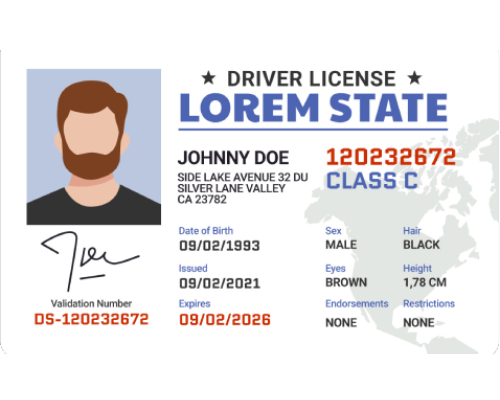 ★ DRIVER LICENSE ★
LOREM STATE
JOHNNY DOE
SIDE LAKE AVENUE 32 DU
SILVER LANE VALLEY
CA 23782
120232672
CLASS C
Date of Birth
09/02/1993
Sex
MALE
Hair
BLACK
Issued
09/02/2021
Eyes
BROWN
Height
1,78 CM
Expires
09/02/2026
Endorsements
NONE
Restrictions
NONE
Validation Number
DS-120232672